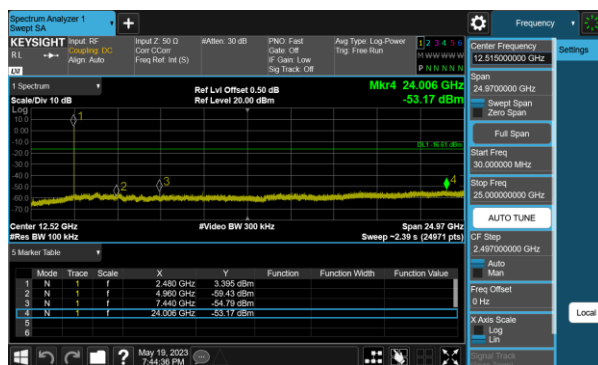 Spectrum Analyzer 1
Swept SA
Frequency
KEYSIGHT
Input: RF
Input Z: 50 Ω
#Atten: 30 dB
PNO: Fast
Avg Type: Log-Power
1 2 3 4 5 6
RL
Coupling: DC
Corr CCorr
Gate: Off
Trig: Free Run
M W W W W W
Align: Auto
Freq Ref: Int (S)
IF Gain: Low
P N N N N N
Sig Track: Off
LXI
Center Frequency
12.515000000 GHz
Settings
1 Spectrum
Ref Lvl Offset 0.50 dB
Mkr4 24.006 GHz
Scale/Div 10 dB
Ref Level 20.00 dBm
-53.17 dBm
Span
24.9700000 GHz
Swept Span
Zero Span
Full Span
Log
10.0
0.00
-10.0
-20.0
-30.0
-40.0
-50.0
-60.0
-70.0
1
2
3
4
DL1 -16.61 dBm
Start Freq
30.000000 MHz
Stop Freq
25.000000000 GHz
AUTO TUNE
Center 12.52 GHz
#Video BW 300 kHz
Span 24.97 GHz
#Res BW 100 kHz
Sweep ~2.39 s (24971 pts)
CF Step
2.497000000 GHz
Auto
Man
5 Marker Table
Mode Trace Scale X Y Function Function Width Function Value
1 N 1 f 2.480 GHz 3.395 dBm
2 N 1 f 4.960 GHz -59.43 dBm
3 N 1 f 7.440 GHz -54.79 dBm
4 N 1 f 24.006 GHz -53.17 dBm
5
6
Freq Offset
0 Hz
X Axis Scale
Log
Lin
Local
Signal Track
?
May 19, 2023
7:44:36 PM